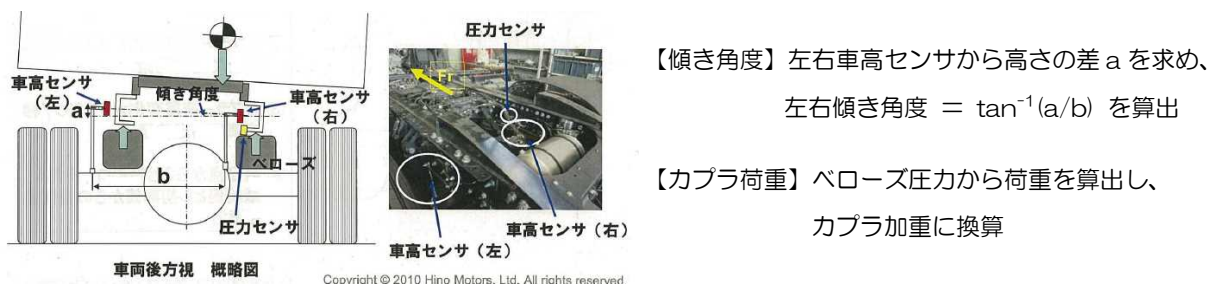 車高センサ
(左)
a
傾き角度
車高センサ
(右)
ベローズ
b
圧力センサ
車両後方視 概略図
圧力センサ
Fr
車高センサ(右)
車高センサ(左)
Copyright © 2010 Hino Motors, Ltd. All rights reserved.
【傾き角度】左右車高センサから高さの差 a を求め、
左右傾き角度 = tan⁻¹(a/b) を算出
【カプラ荷重】ベローズ圧力から荷重を算出し、
カプラ加重に換算